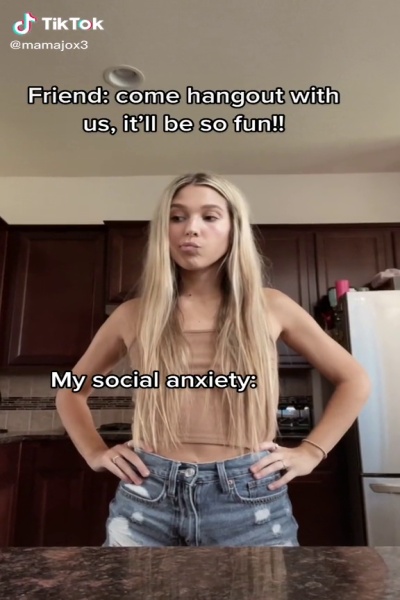 TikTok
@mamajox3
Friend: come hangout with
us, it'll be so fun!!
My social anxiety: